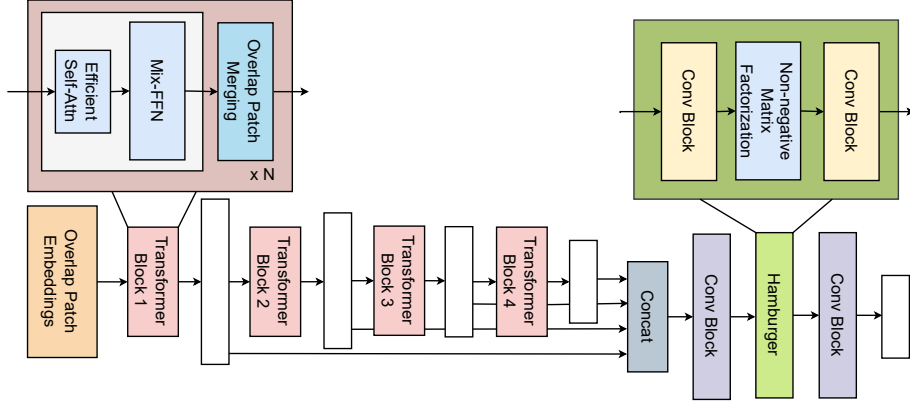 Efficient
Self-Attn
Mix-FFN
Overlap Patch
Merging
x N
Conv Block
Non-negative
Matrix
Factorization
Conv Block
Overlap Patch
Embeddings
Transformer
Block 1
Transformer
Block 2
Transformer
Block 3
Transformer
Block 4
Concat
Conv Block
Hamburger
Conv Block